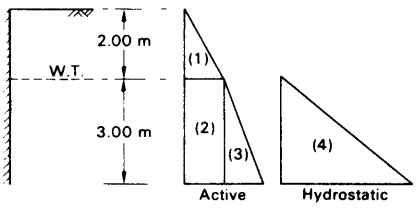 2.00 m
W.T.
3.00 m
(1)
(2)
(3)
(4)
Active
Hydrostatic